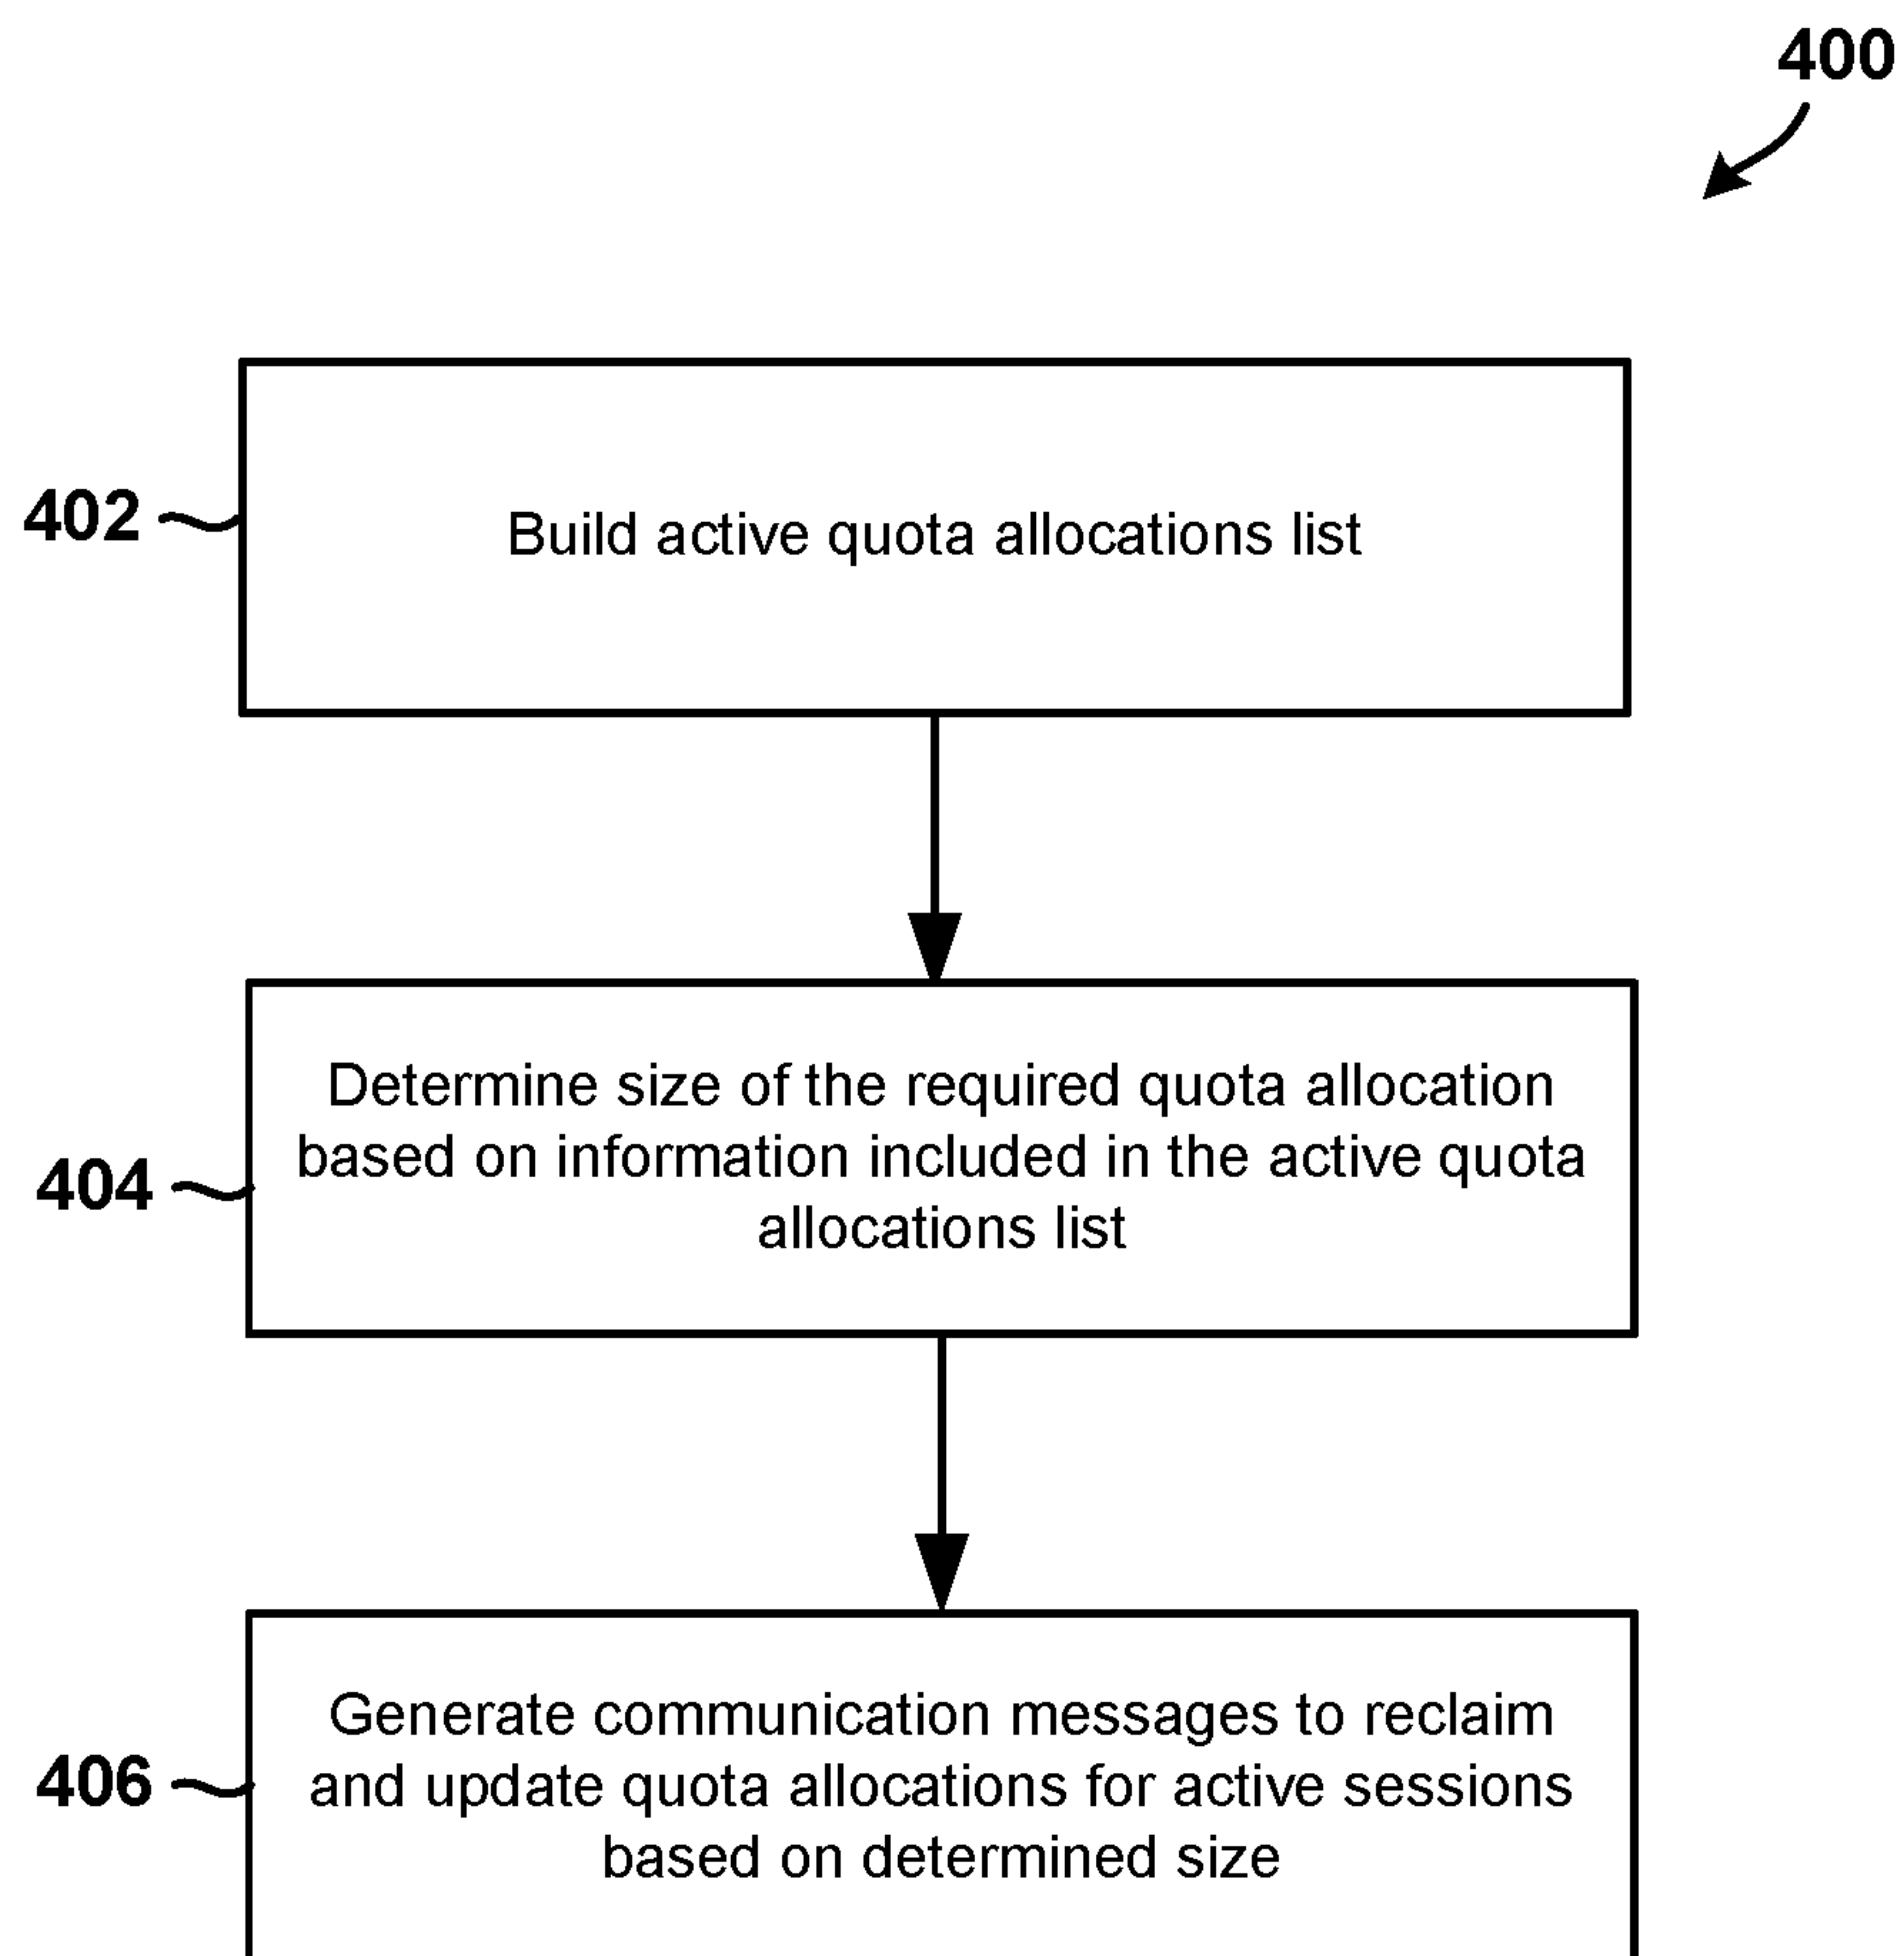 400
402
Build active quota allocations list
404
Determine size of the required quota allocation
based on information included in the active quota
allocations list
406
Generate communication messages to reclaim
and update quota allocations for active sessions
based on determined size